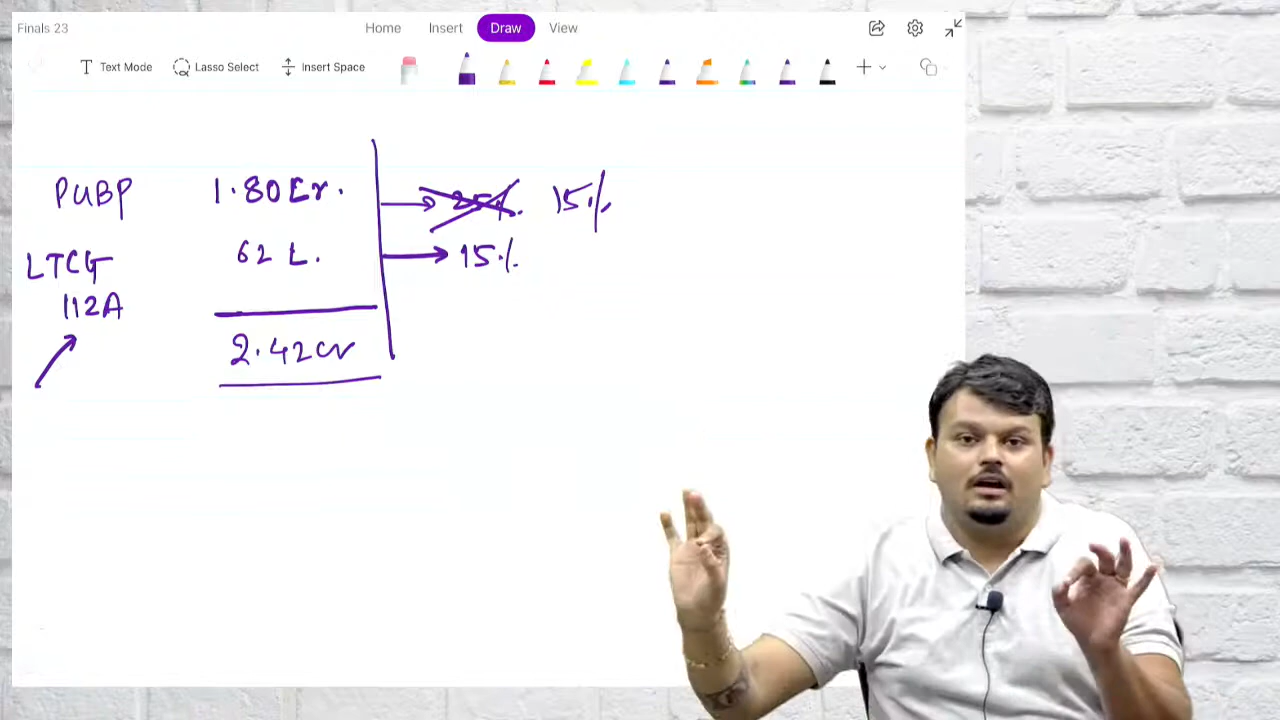 Finals 23
Home Insert Draw View
T Text Mode Lasso Select Insert Space
PUBP 1.80 Cr. 25%. 15%
LTCG 62 L. 15%
112A
2.42 cr